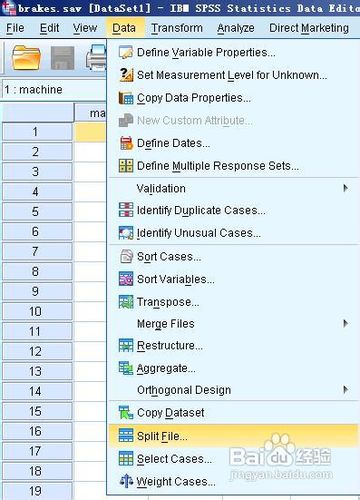 brakes.sav [DataSet1] - IBM SPSS Statistics Data Edito
File Edit View Data Transform Analyze Direct Marketing
1 : machine
ma
1
2
3
4
5
6
7
8
9
10
11
12
13
14
15
16
17
18
19
Define Variable Properties...
Set Measurement Level for Unknown...
Copy Data Properties...
New Custom Attribute...
Define Dates...
Define Multiple Response Sets...
Validation
Identify Duplicate Cases...
Identify Unusual Cases...
Sort Cases...
Sort Variables...
Transpose...
Merge Files
Restructure...
Aggregate...
Orthogonal Design
Copy Dataset
Split File...
Select Cases...
Weight Cases...
Baidu 经验
jingyan.baidu.com